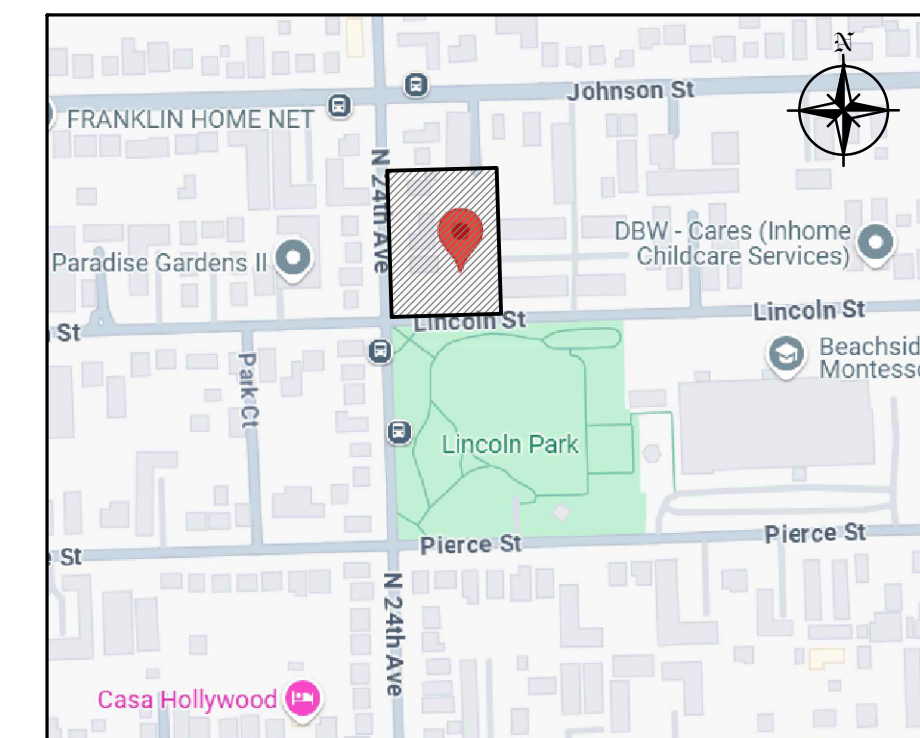 N
Johnson St
FRANKLIN HOME NET
N 24th Ave
DBW - Cares (Inhome
Childcare Services)
Paradise Gardens II
Lincoln St
Lincoln St
St
Beachsid
Montess
Park Ct
Lincoln Park
Pierce St
Pierce St
St
N 24th Ave
Casa Hollywood